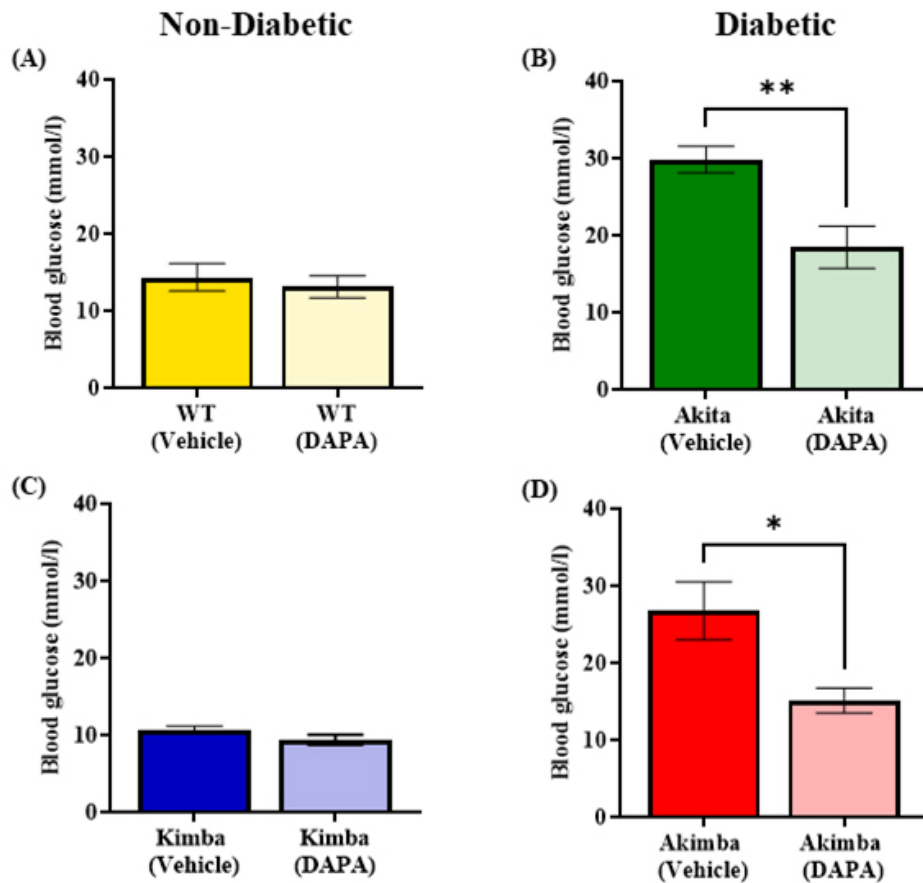 Non-Diabetic
Diabetic
(A)
Blood glucose (mmol/l)
40
30
20
10
0
WT
(Vehicle)
WT
(DAPA)
(B)
Blood glucose (mmol/l)
40
30
20
10
0
**
Akita
(Vehicle)
Akita
(DAPA)
(C)
Blood glucose (mmol/l)
40
30
20
10
0
Kimba
(Vehicle)
Kimba
(DAPA)
(D)
Blood glucose (mmol/l)
40
30
20
10
0
*
Akimba
(Vehicle)
Akimba
(DAPA)